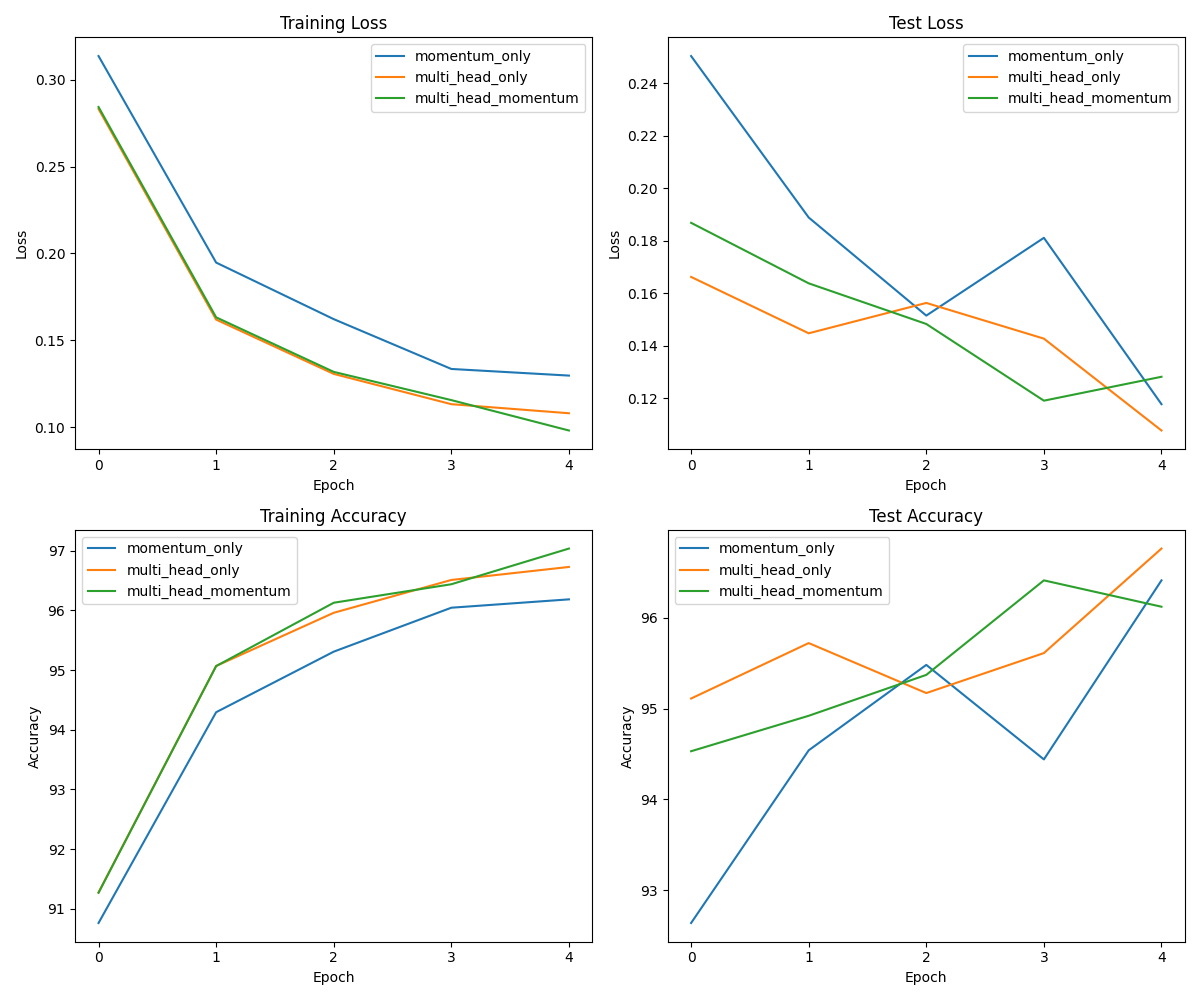 Training Loss
momentum_only
multi_head_only
multi_head_momentum
0.30
0.25
0.20
0.15
0.10
Loss
0 1 2 3 4
Epoch
Test Loss
momentum_only
multi_head_only
multi_head_momentum
0.24
0.22
0.20
0.18
0.16
0.14
0.12
Loss
0 1 2 3 4
Epoch
Training Accuracy
momentum_only
multi_head_only
multi_head_momentum
97
96
95
94
93
92
91
Accuracy
0 1 2 3 4
Epoch
Test Accuracy
momentum_only
multi_head_only
multi_head_momentum
96
95
94
93
Accuracy
0 1 2 3 4
Epoch